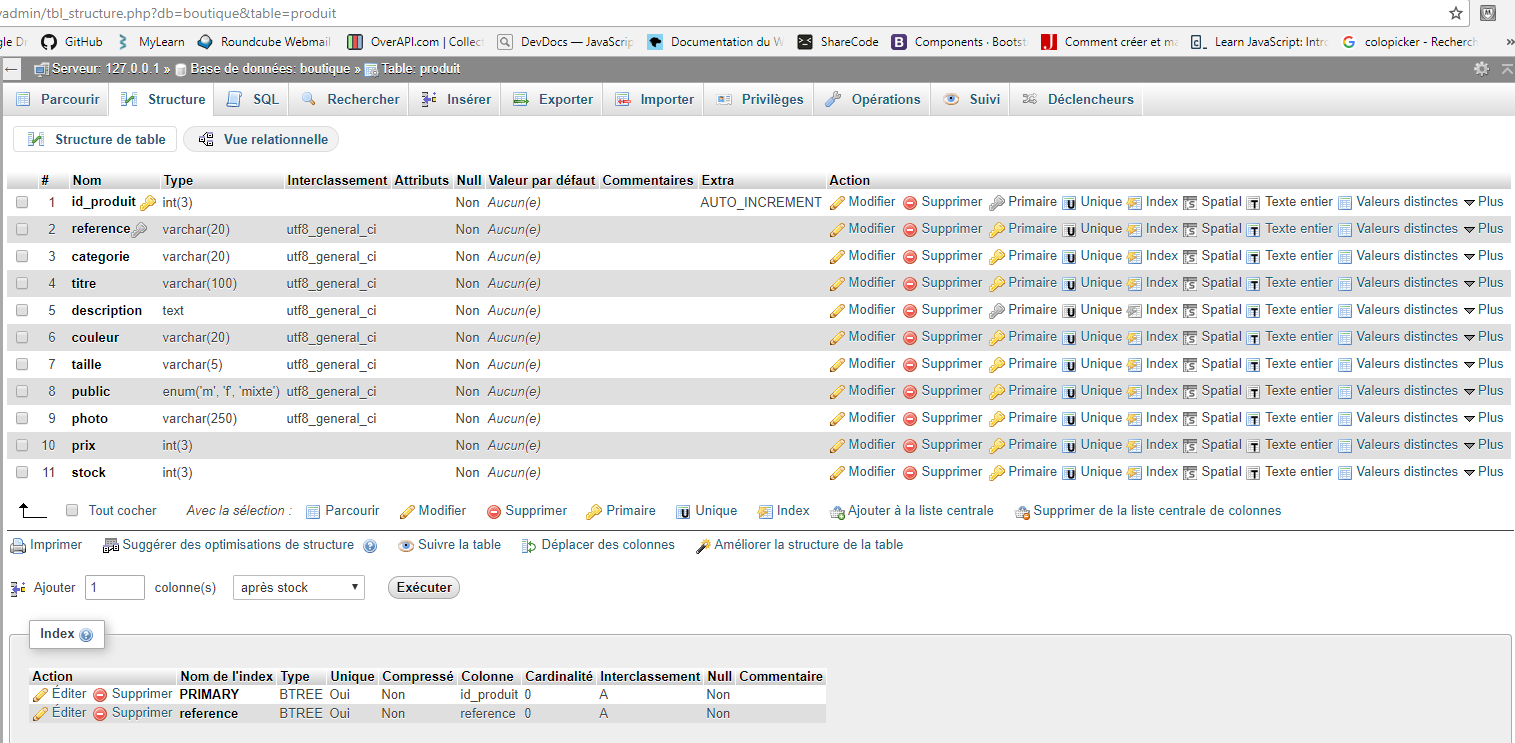 yadmin/tbl_structure.php?db=boutique&table=produit
gle Dr GitHub MyLearn Roundcube Webmail OverAPI.com | Collect DevDocs — JavaScrip Documentation du W ShareCode Components · Bootst Comment créer et ma Learn JavaScript: Intro colopicker - Recherch »
Serveur: 127.0.0.1 » Base de données: boutique » Table: produit
Parcourir Structure SQL Rechercher Insérer Exporter Importer Privilèges Opérations Suivi Déclencheurs
Structure de table Vue relationnelle
# Nom Type Interclassement Attributs Null Valeur par défaut Commentaires Extra Action
1 id_produit int(3) Non Aucun(e) AUTO_INCREMENT Modifier Supprimer Primaire Unique Index Spatial Texte entier Valeurs distinctes Plus
2 reference varchar(20) utf8_general_ci Non Aucun(e) Modifier Supprimer Primaire Unique Index Spatial Texte entier Valeurs distinctes Plus
3 categorie varchar(20) utf8_general_ci Non Aucun(e) Modifier Supprimer Primaire Unique Index Spatial Texte entier Valeurs distinctes Plus
4 titre varchar(100) utf8_general_ci Non Aucun(e) Modifier Supprimer Primaire Unique Index Spatial Texte entier Valeurs distinctes Plus
5 description text utf8_general_ci Non Aucun(e) Modifier Supprimer Primaire Unique Index Spatial Texte entier Valeurs distinctes Plus
6 couleur varchar(20) utf8_general_ci Non Aucun(e) Modifier Supprimer Primaire Unique Index Spatial Texte entier Valeurs distinctes Plus
7 taille varchar(5) utf8_general_ci Non Aucun(e) Modifier Supprimer Primaire Unique Index Spatial Texte entier Valeurs distinctes Plus
8 public enum('m', 'f', 'mixte') utf8_general_ci Non Aucun(e) Modifier Supprimer Primaire Unique Index Spatial Texte entier Valeurs distinctes Plus
9 photo varchar(250) utf8_general_ci Non Aucun(e) Modifier Supprimer Primaire Unique Index Spatial Texte entier Valeurs distinctes Plus
10 prix int(3) Non Aucun(e) Modifier Supprimer Primaire Unique Index Spatial Texte entier Valeurs distinctes Plus
11 stock int(3) Non Aucun(e) Modifier Supprimer Primaire Unique Index Spatial Texte entier Valeurs distinctes Plus
Tout cocher Avec la sélection : Parcourir Modifier Supprimer Primaire Unique Index Ajouter à la liste centrale Supprimer de la liste centrale de colonnes
Imprimer Suggérer des optimisations de structure Suivre la table Déplacer des colonnes Améliorer la structure de la table
Ajouter 1 colonne(s) après stock Exécuter
Index
Action Nom de l'index Type Unique Compressé Colonne Cardinalité Interclassement Null Commentaire
Éditer Supprimer PRIMARY BTREE Oui Non id_produit 0 A Non
Éditer Supprimer reference BTREE Oui Non reference 0 A Non